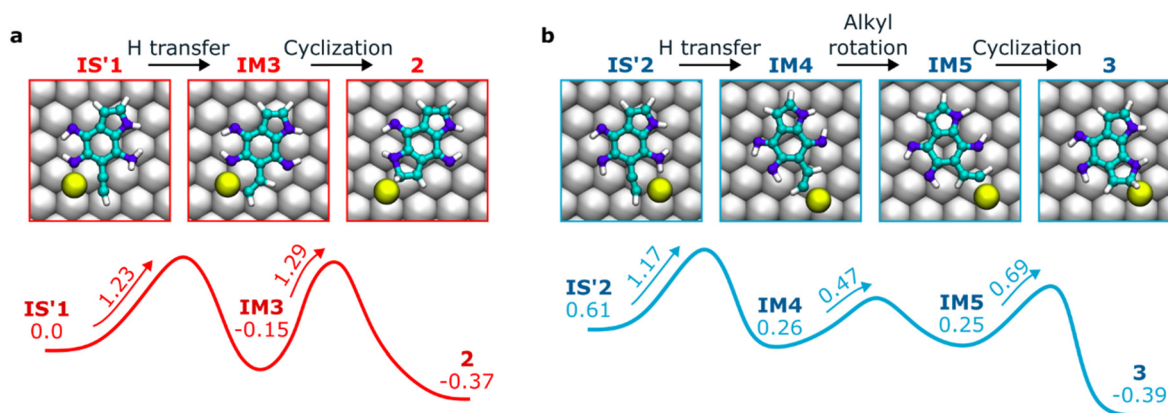 a
H transfer
Cyclization
IS'1
IM3
2
1.23
1.29
IS'1
0.0
IM3
-0.15
2
-0.37
b
H transfer
Alkyl
rotation
Cyclization
IS'2
IM4
IM5
3
1.17
0.47
0.69
IS'2
0.61
IM4
0.26
IM5
0.25
3
-0.39